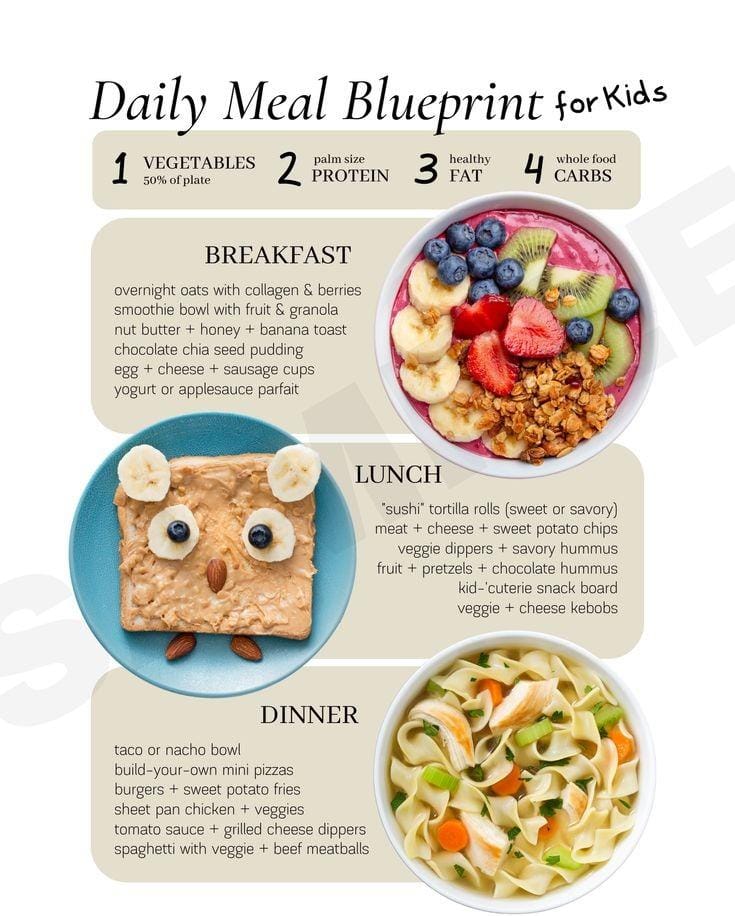 Daily Meal Blueprint for Kids
1 VEGETABLES
50% of plate
2 palm size
PROTEIN
3 healthy
FAT
4 whole food
CARBS
BREAKFAST
overnight oats with collagen & berries
smoothie bowl with fruit & granola
nut butter + honey + banana toast
chocolate chia seed pudding
egg + cheese + sausage cups
yogurt or applesauce parfait
LUNCH
"sushi" tortilla rolls (sweet or savory)
meat + cheese + sweet potato chips
veggie dippers + savory hummus
fruit + pretzels + chocolate hummus
kid-'cuterie snack board
veggie + cheese kebobs
DINNER
taco or nacho bowl
build-your-own mini pizzas
burgers + sweet potato fries
sheet pan chicken + veggies
tomato sauce + grilled cheese dippers
spaghetti with veggie + beef meatballs
SAMPLE